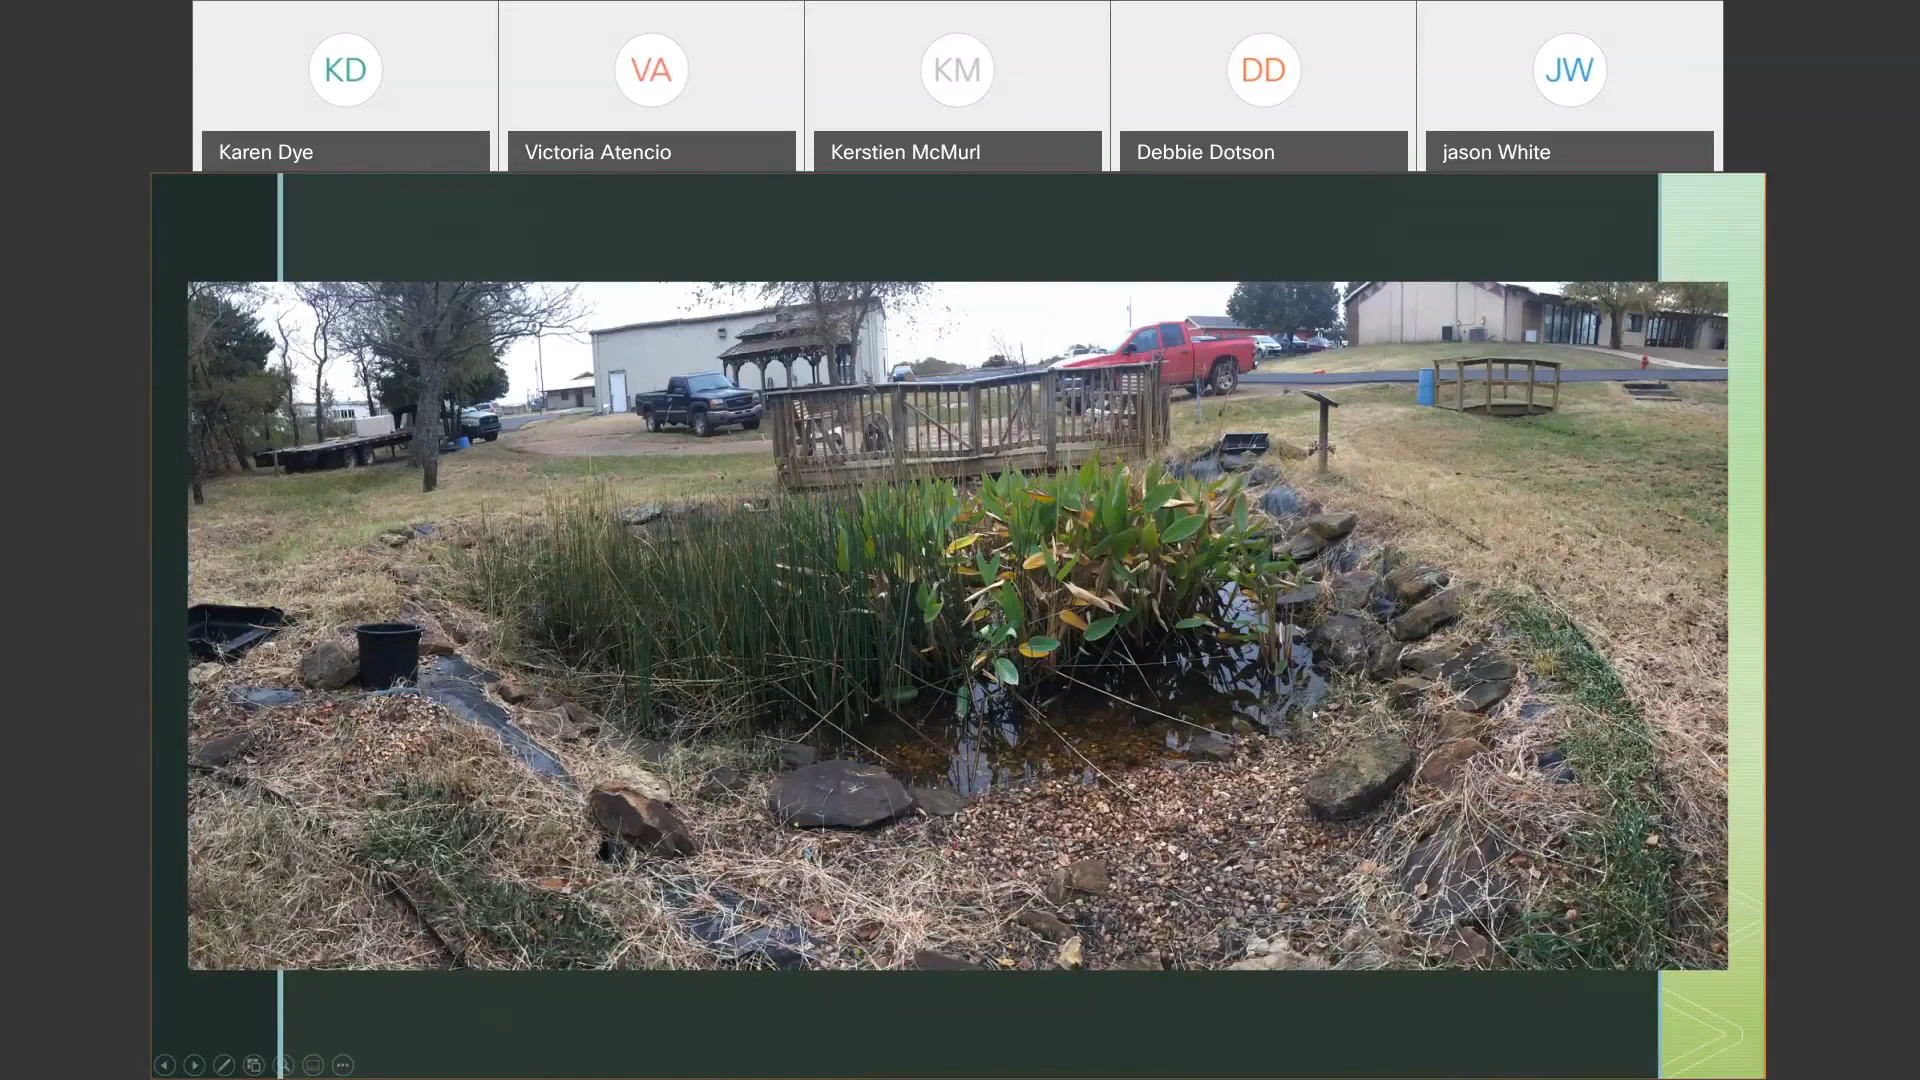 KD
VA
KM
DD
JW
Karen Dye
Victoria Atencio
Kerstien McMurl
Debbie Dotson
jason White